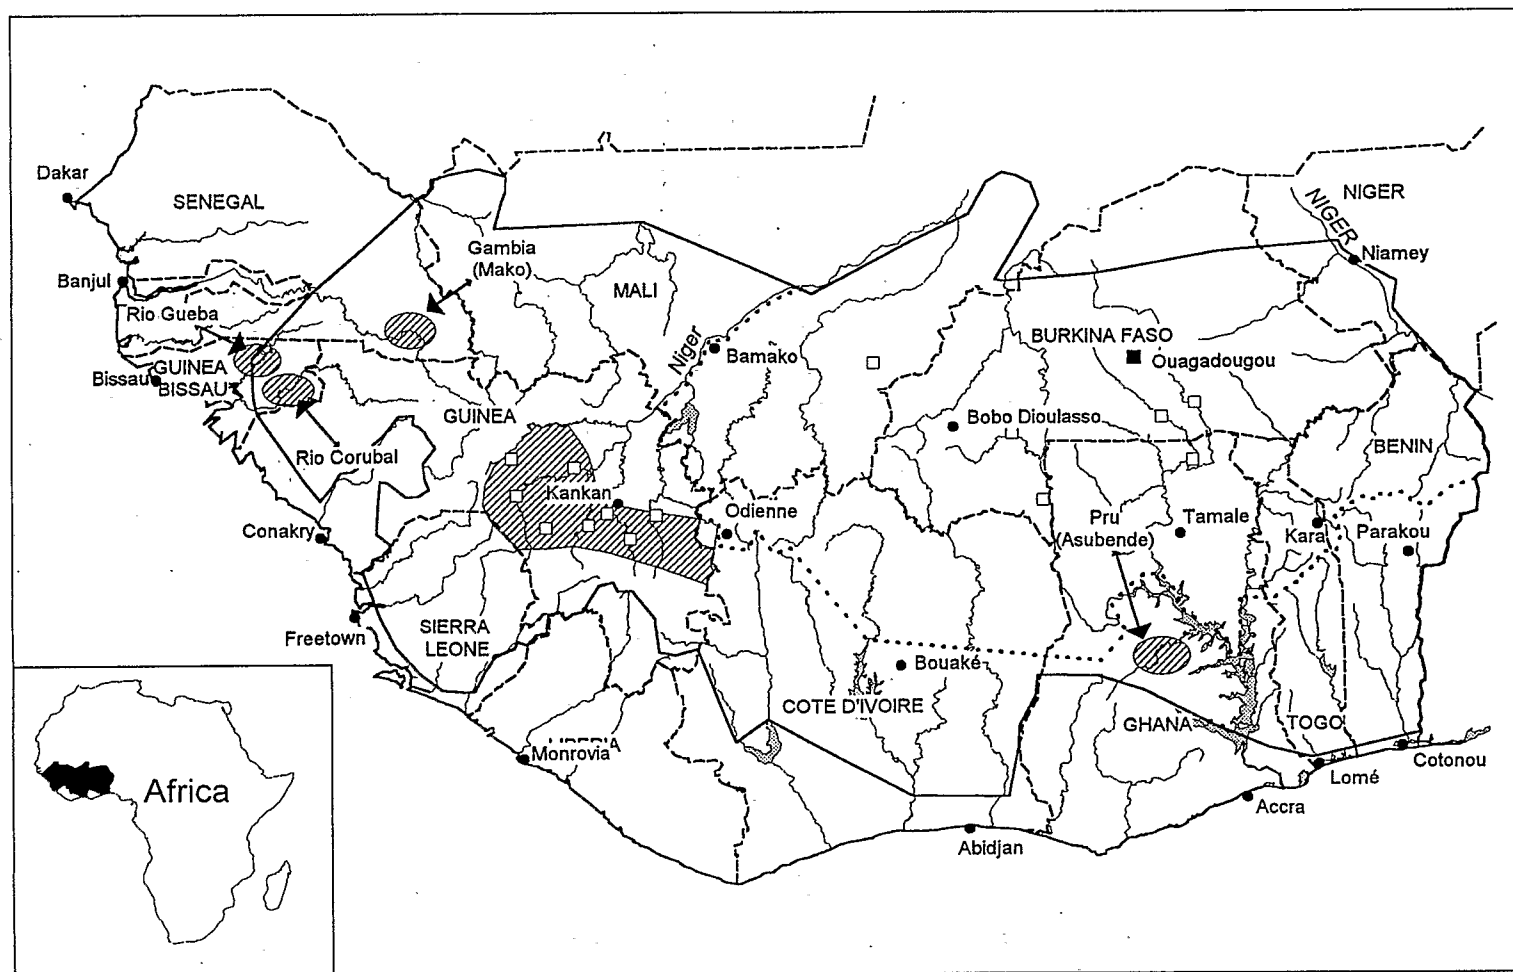 Dakar
SENEGAL
NIGER
NIGER
Niamey
Gambia
(Mako)
Banjul
MALI
Rio Gueba
BURKINA FASO
Ouagadougou
Niger
Bamako
GUINEA
BISSAU
Bissau
GUINEA
Bobo Dioulasso
BENIN
Rio Corubal
Kankan
Odienne
Pru
(Asubende)
Tamale
Kara
Parakou
Conakry
Freetown
SIERRA
LEONE
Bouaké
COTE D'IVOIRE
GHANA
TOGO
LIBERIA
Monrovia
Cotonou
Lomé
Accra
Abidjan
Africa